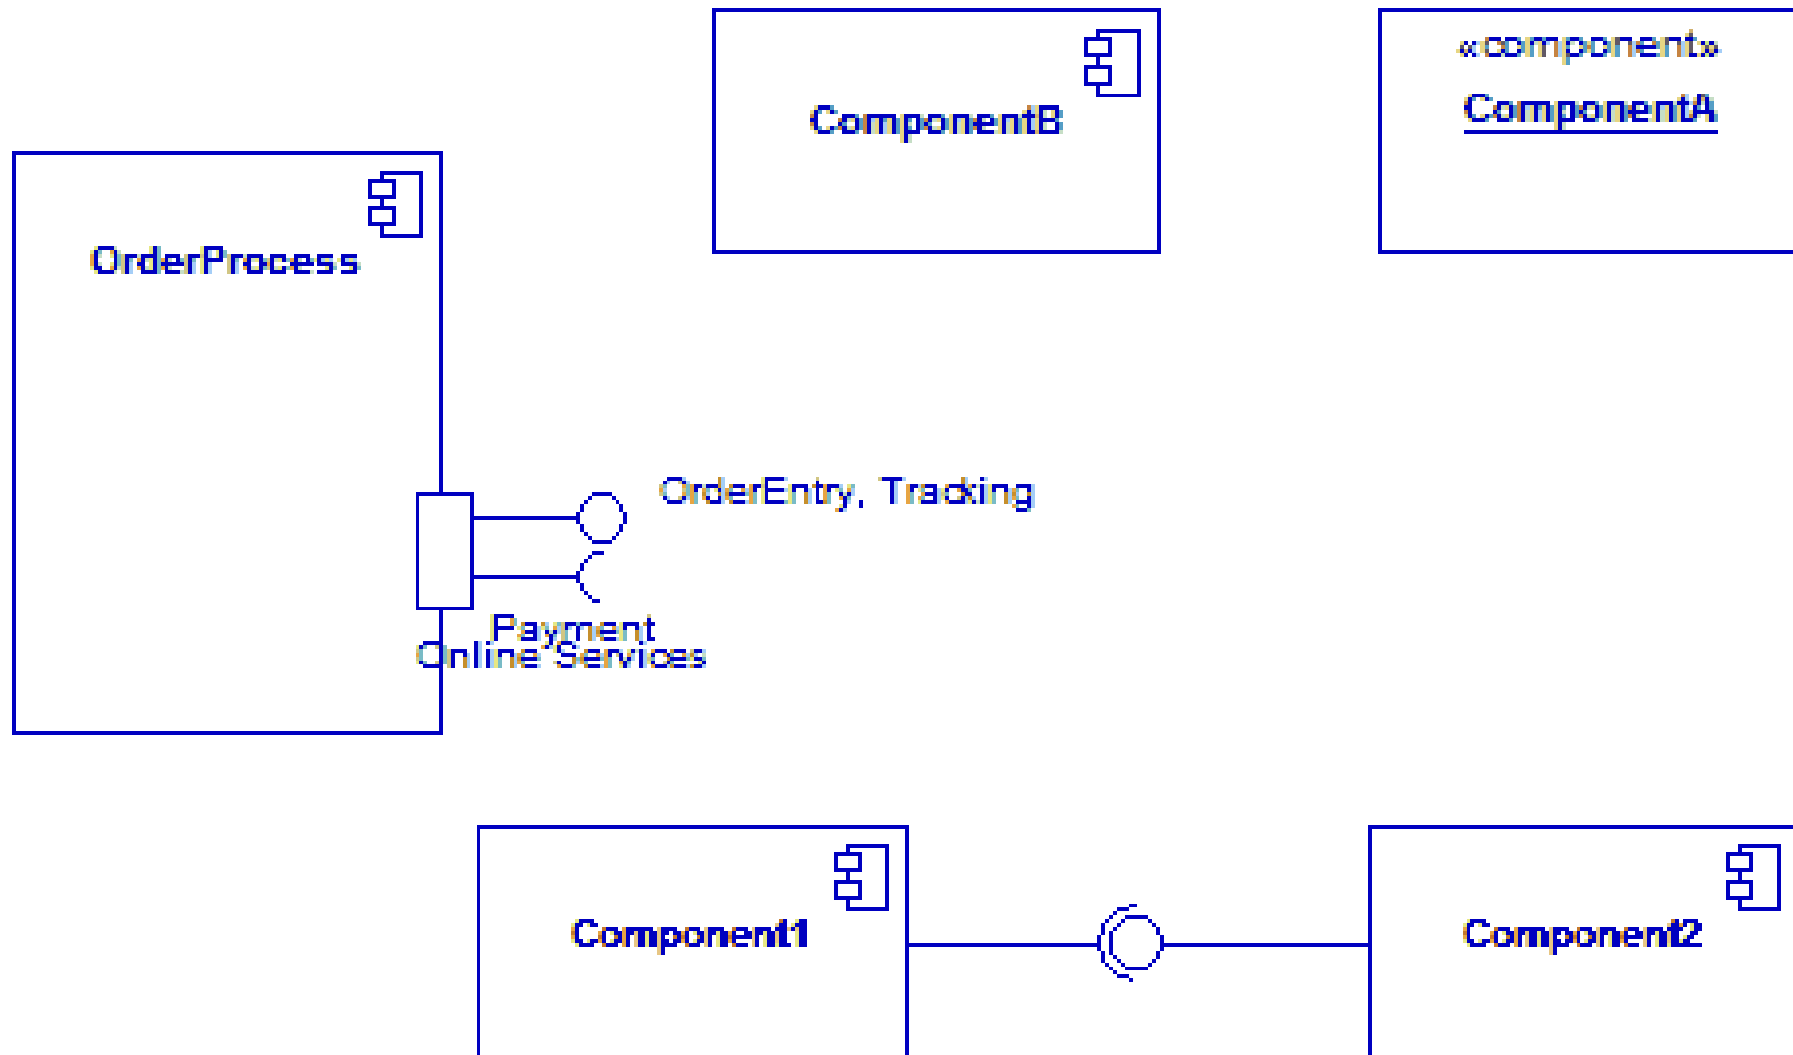 «component»
ComponentB
ComponentA
OrderProcess
OrderEntry, Tracking
Payment
Online Services
Component1
Component2